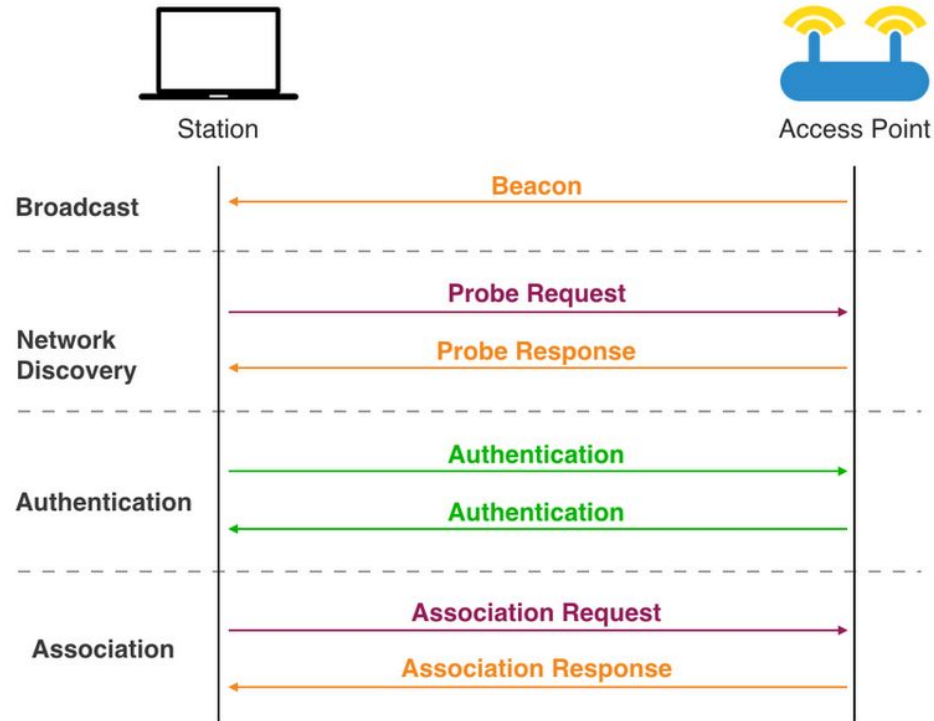 Station
Access Point
Broadcast
Beacon
Network
Discovery
Probe Request
Probe Response
Authentication
Authentication
Authentication
Association
Association Request
Association Response